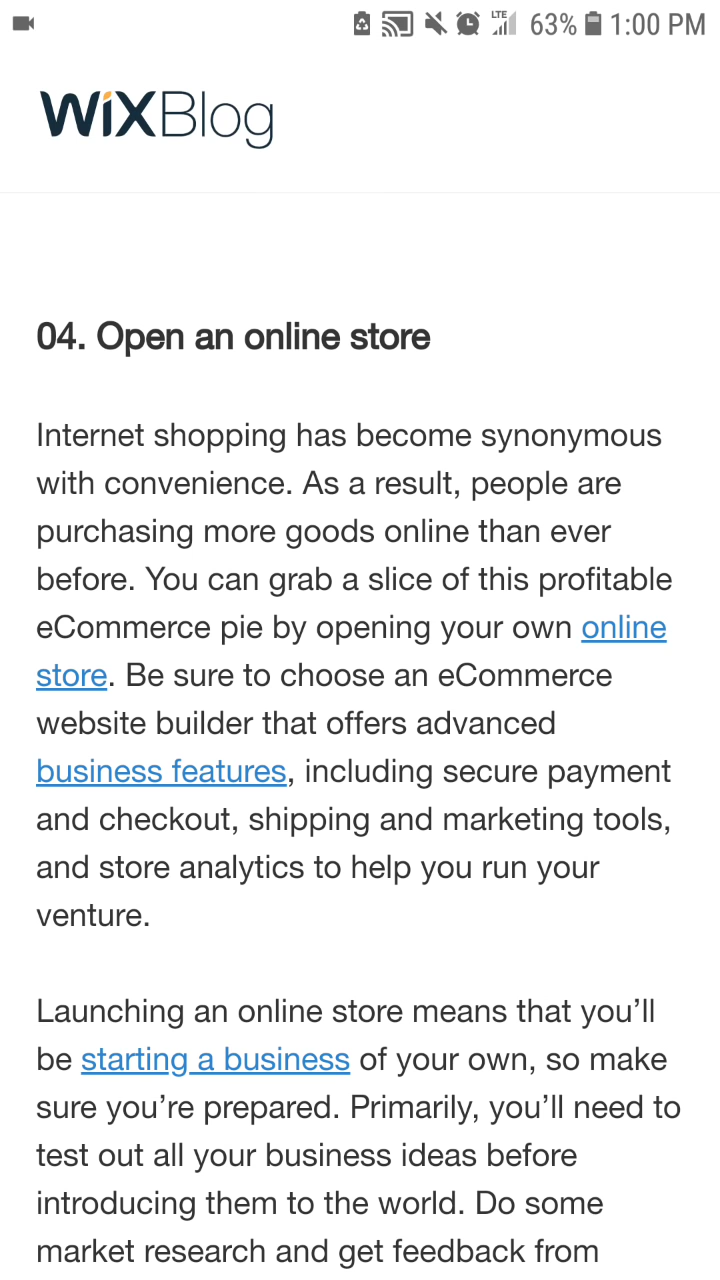 LTE 63% 1:00 PM
WiXBlog
04. Open an online store
Internet shopping has become synonymous
with convenience. As a result, people are
purchasing more goods online than ever
before. You can grab a slice of this profitable
eCommerce pie by opening your own online
store. Be sure to choose an eCommerce
website builder that offers advanced
business features, including secure payment
and checkout, shipping and marketing tools,
and store analytics to help you run your
venture.
Launching an online store means that you’ll
be starting a business of your own, so make
sure you’re prepared. Primarily, you’ll need to
test out all your business ideas before
introducing them to the world. Do some
market research and get feedback from